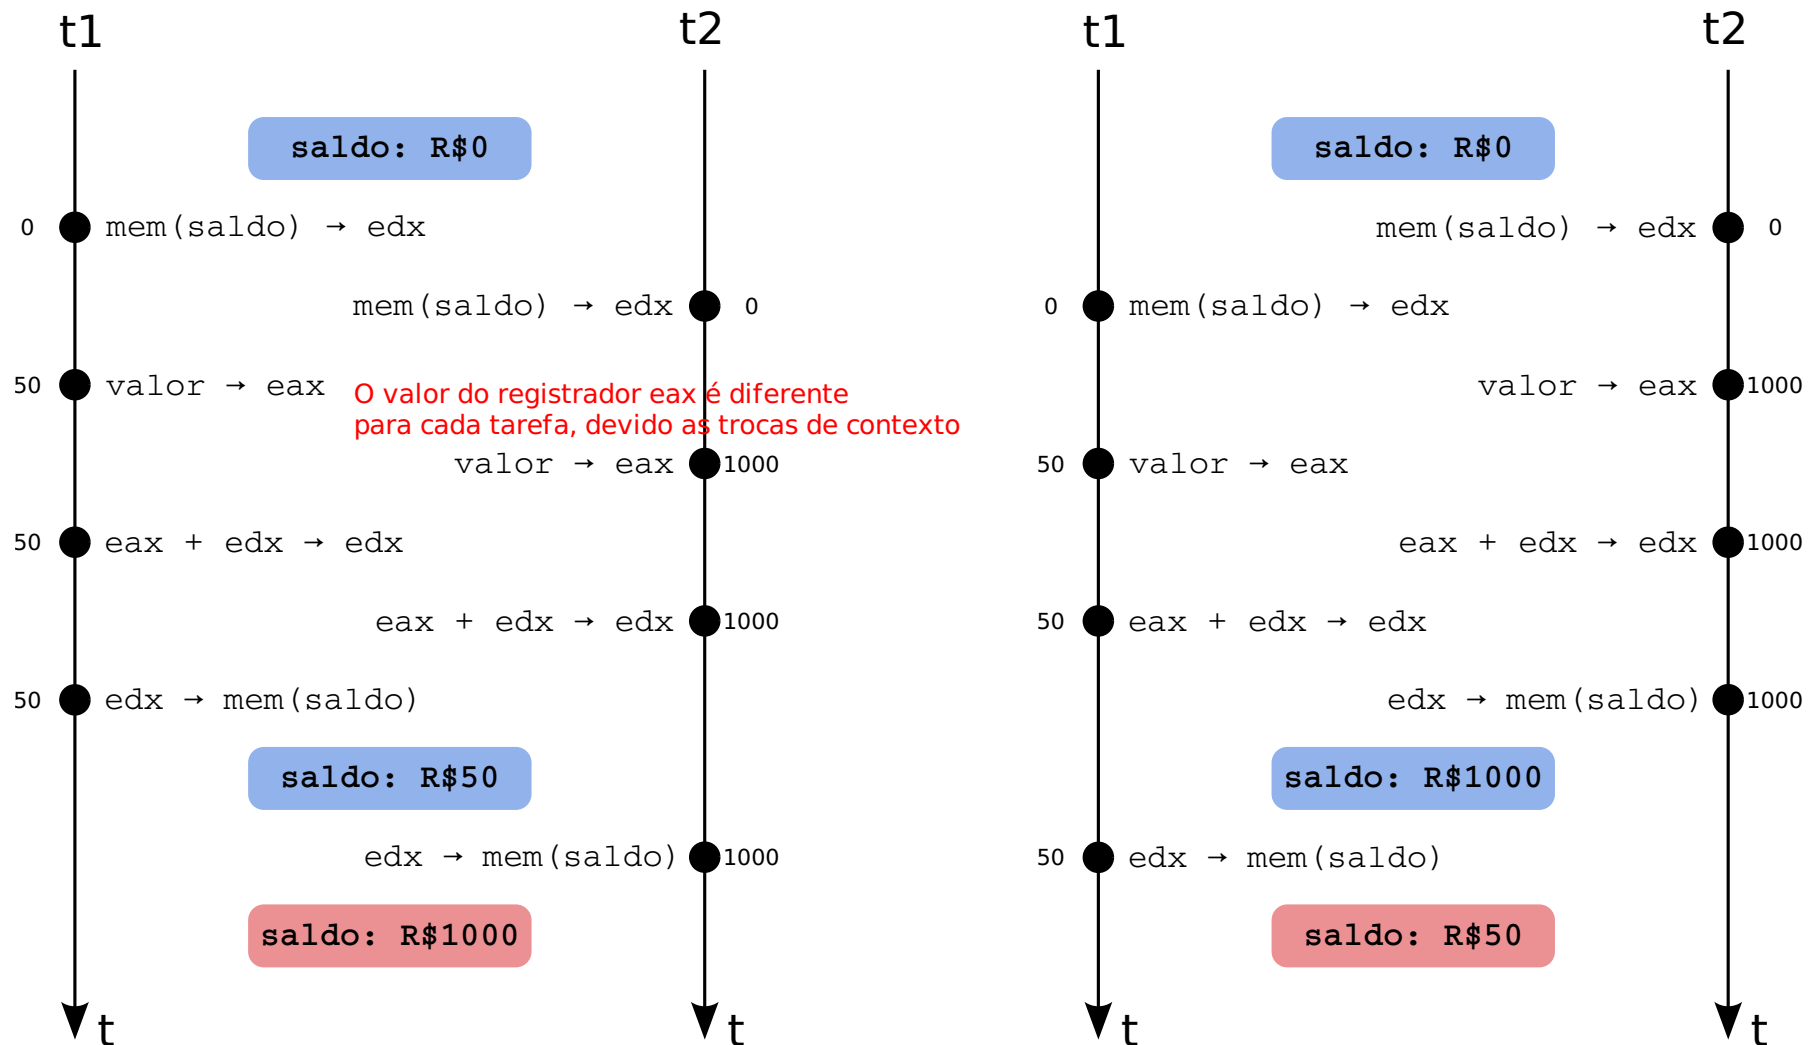 t1
t2
saldo: R$0
0 mem(saldo) → edx
mem(saldo) → edx 0
50 valor → eax
O valor do registrador eax é diferente
para cada tarefa, devido as trocas de contexto
valor → eax 1000
50 eax + edx → edx
eax + edx → edx 1000
50 edx → mem(saldo)
saldo: R$50
edx → mem(saldo) 1000
saldo: R$1000
t
t
t1
t2
saldo: R$0
mem(saldo) → edx 0
0 mem(saldo) → edx
valor → eax 1000
50 valor → eax
eax + edx → edx 1000
50 eax + edx → edx
edx → mem(saldo) 1000
saldo: R$1000
50 edx → mem(saldo)
saldo: R$50
t
t